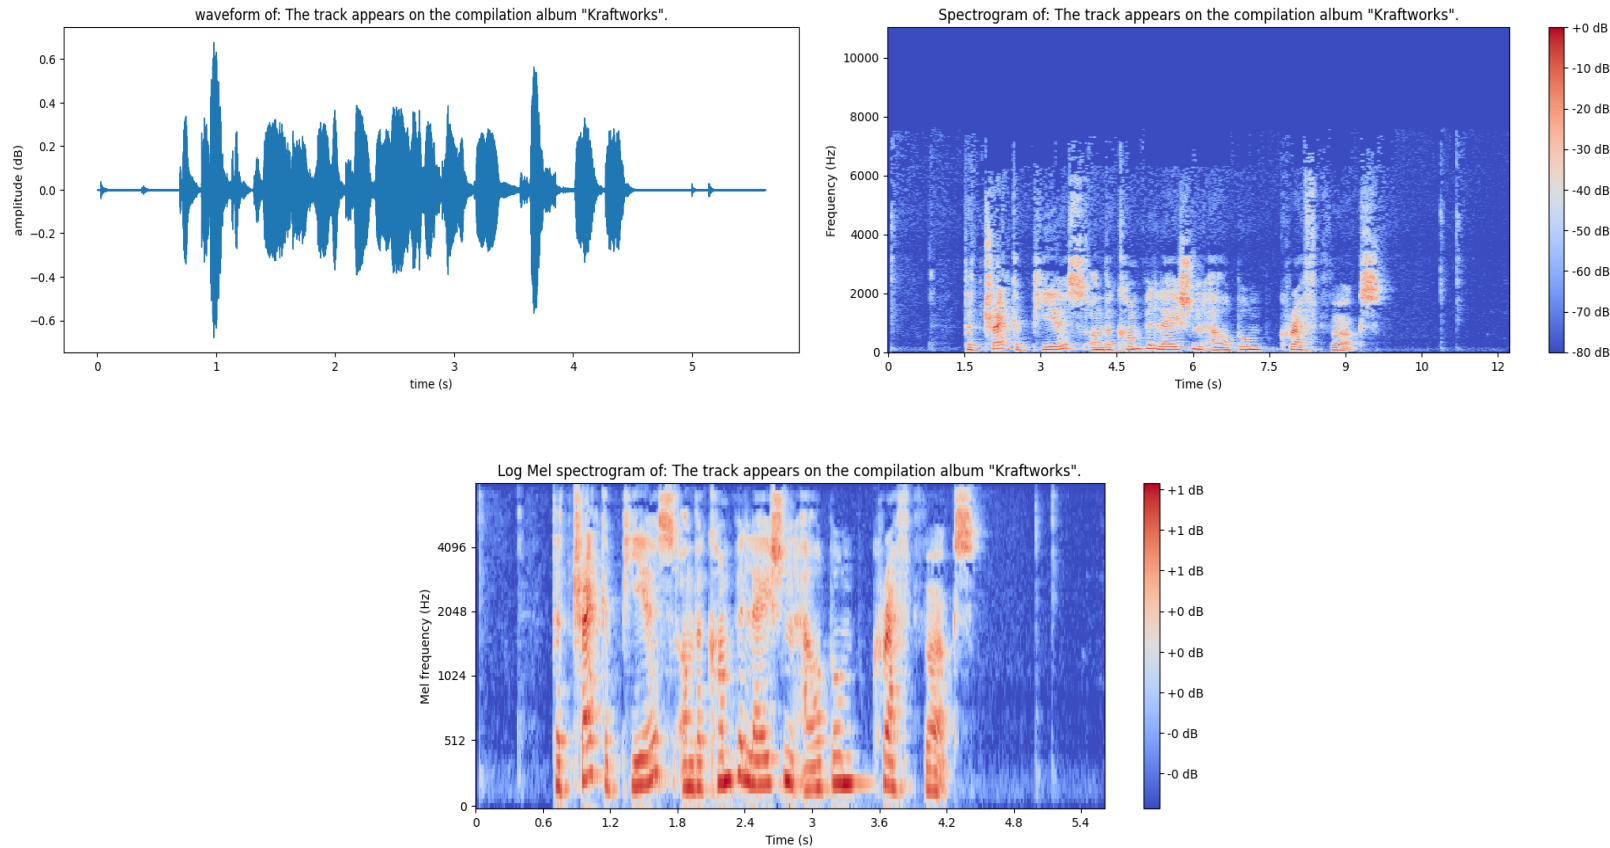 waveform of: The track appears on the compilation album "Kraftworks".
amplitude (dB)
0.6
0.4
0.2
0.0
−0.2
−0.4
−0.6
0 1 2 3 4 5
time (s)
Spectrogram of: The track appears on the compilation album "Kraftworks".
Frequency (Hz)
10000
8000
6000
4000
2000
0
0 1.5 3 4.5 6 7.5 9 10 12
Time (s)
+0 dB
-10 dB
-20 dB
-30 dB
-40 dB
-50 dB
-60 dB
-70 dB
-80 dB
Log Mel spectrogram of: The track appears on the compilation album "Kraftworks".
Mel frequency (Hz)
4096
2048
1024
512
0
0 0.6 1.2 1.8 2.4 3 3.6 4.2 4.8 5.4
Time (s)
+1 dB
+1 dB
+1 dB
+0 dB
+0 dB
+0 dB
-0 dB
-0 dB